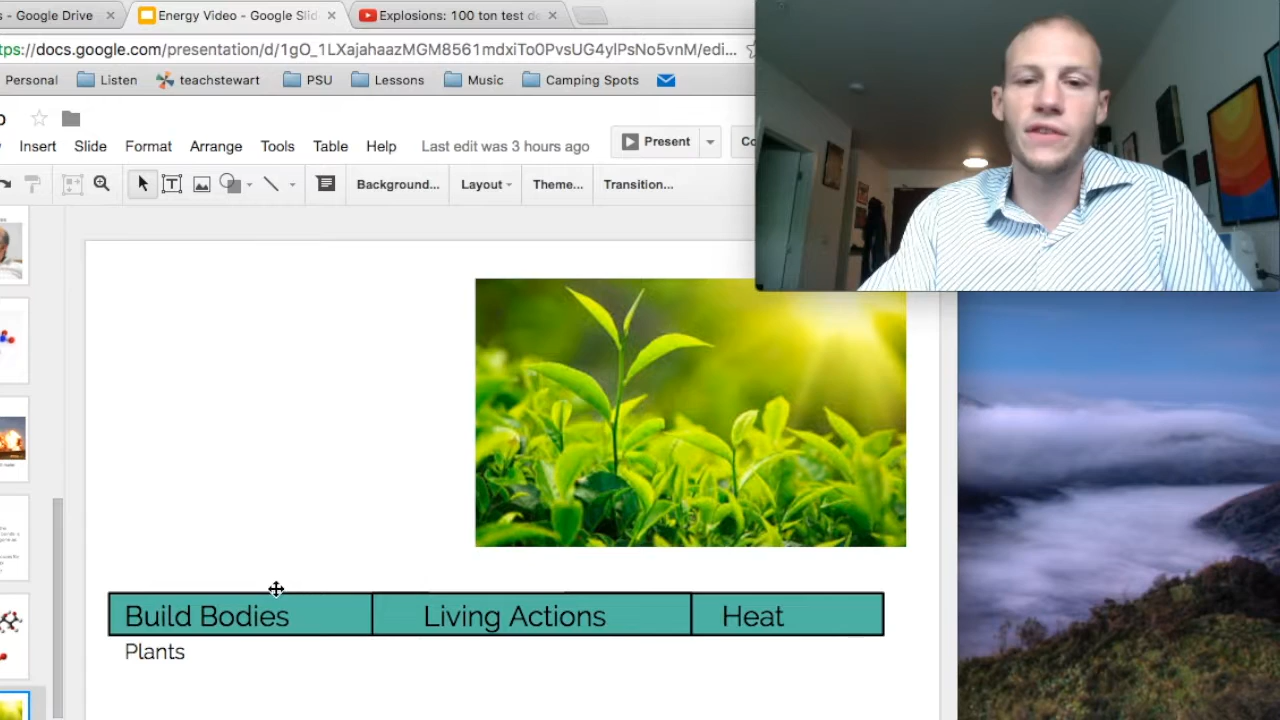 s - Google Drive
Energy Video - Google Slid
Explosions: 100 ton test de
tps://docs.google.com/presentation/d/1gO_1LXajahaazMGM8561mdxiTo0PvsUG4ylPsNo5vnM/edi...
Personal Listen teachstewart PSU Lessons Music Camping Spots
Insert Slide Format Arrange Tools Table Help Last edit was 3 hours ago Present Co
Background... Layout Theme... Transition...
Build Bodies Living Actions Heat
Plants